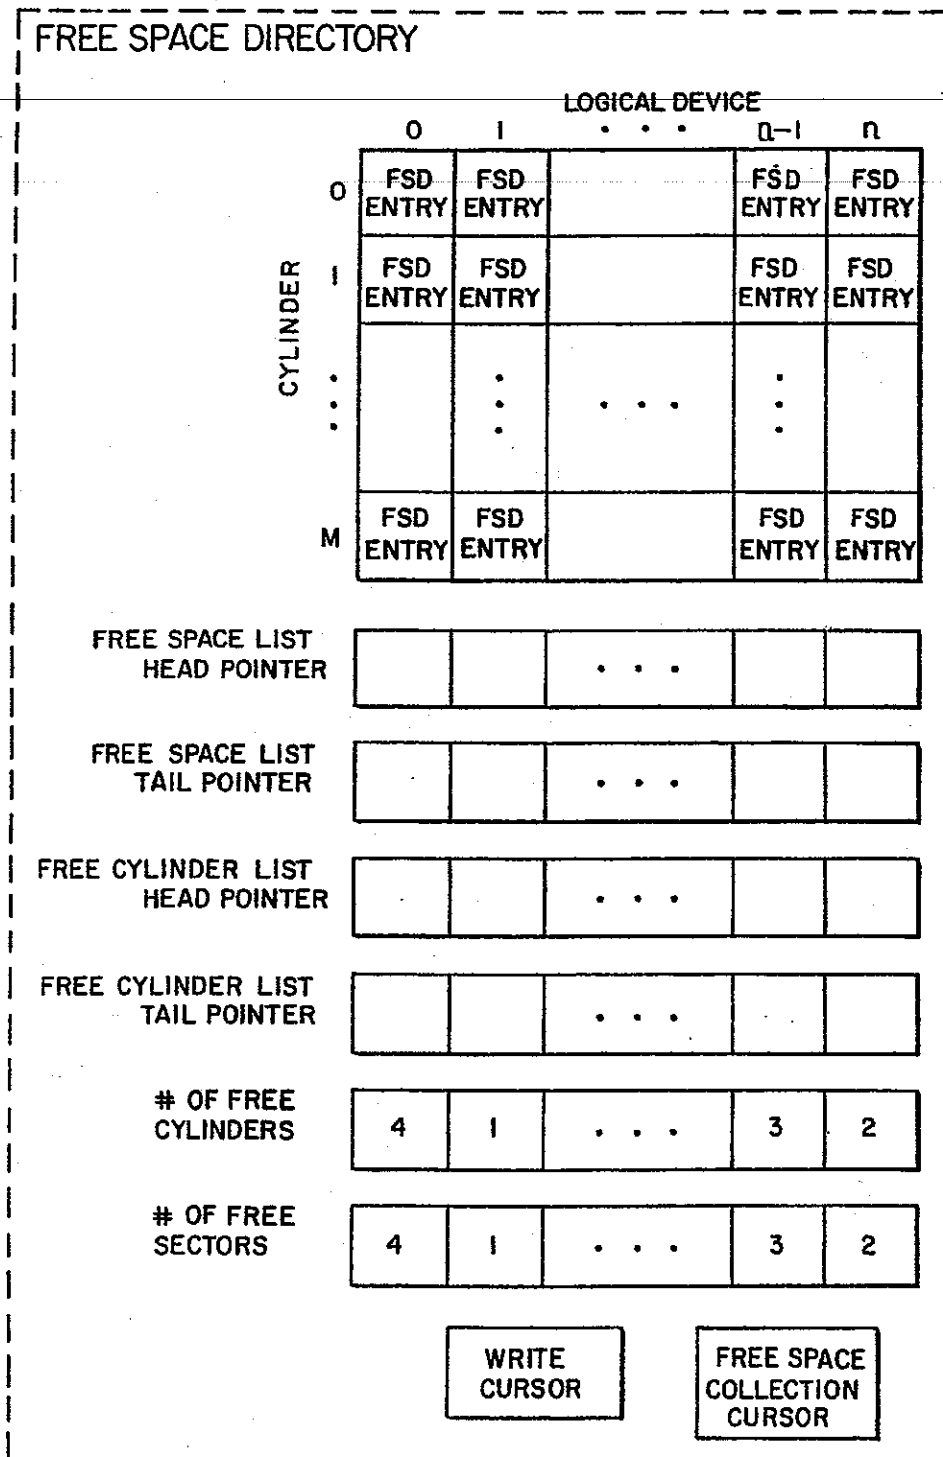 FREE SPACE DIRECTORY
LOGICAL DEVICE
0 1 • • • n-1 n
0 FSD ENTRY FSD ENTRY FSD ENTRY FSD ENTRY
CYLINDER
1 FSD ENTRY FSD ENTRY FSD ENTRY FSD ENTRY
M FSD ENTRY FSD ENTRY FSD ENTRY FSD ENTRY
FREE SPACE LIST
HEAD POINTER
• • •
FREE SPACE LIST
TAIL POINTER
• • •
FREE CYLINDER LIST
HEAD POINTER
• • •
FREE CYLINDER LIST
TAIL POINTER
• • •
# OF FREE
CYLINDERS
4 1 • • • 3 2
# OF FREE
SECTORS
4 1 • • • 3 2
WRITE
CURSOR
FREE SPACE
COLLECTION
CURSOR